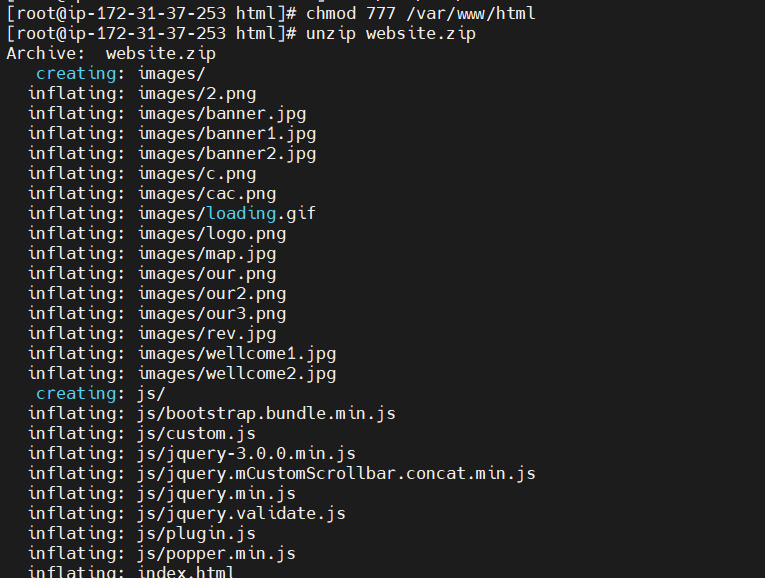 [root@ip-172-31-37-253 html]# chmod 777 /var/www/html
[root@ip-172-31-37-253 html]# unzip website.zip
Archive:  website.zip
   creating: images/
  inflating: images/2.png
  inflating: images/banner.jpg
  inflating: images/banner1.jpg
  inflating: images/banner2.jpg
  inflating: images/c.png
  inflating: images/cac.png
  inflating: images/loading.gif
  inflating: images/logo.png
  inflating: images/map.jpg
  inflating: images/our.png
  inflating: images/our2.png
  inflating: images/our3.png
  inflating: images/rev.jpg
  inflating: images/wellcome1.jpg
  inflating: images/wellcome2.jpg
   creating: js/
  inflating: js/bootstrap.bundle.min.js
  inflating: js/custom.js
  inflating: js/jquery-3.0.0.min.js
  inflating: js/jquery.mCustomScrollbar.concat.min.js
  inflating: js/jquery.min.js
  inflating: js/jquery.validate.js
  inflating: js/plugin.js
  inflating: js/popper.min.js
  inflating: index.html